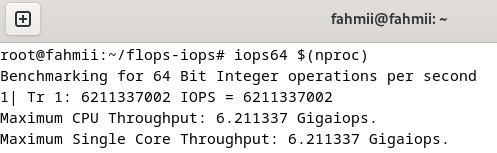 fahmii@fahmii: ~
root@fahmii:~/flops-iops# iops64 $(nproc)
Benchmarking for 64 Bit Integer operations per second
1| Tr 1: 6211337002 IOPS = 6211337002
Maximum CPU Throughput: 6.211337 Gigaiops.
Maximum Single Core Throughput: 6.211337 Gigaiops.